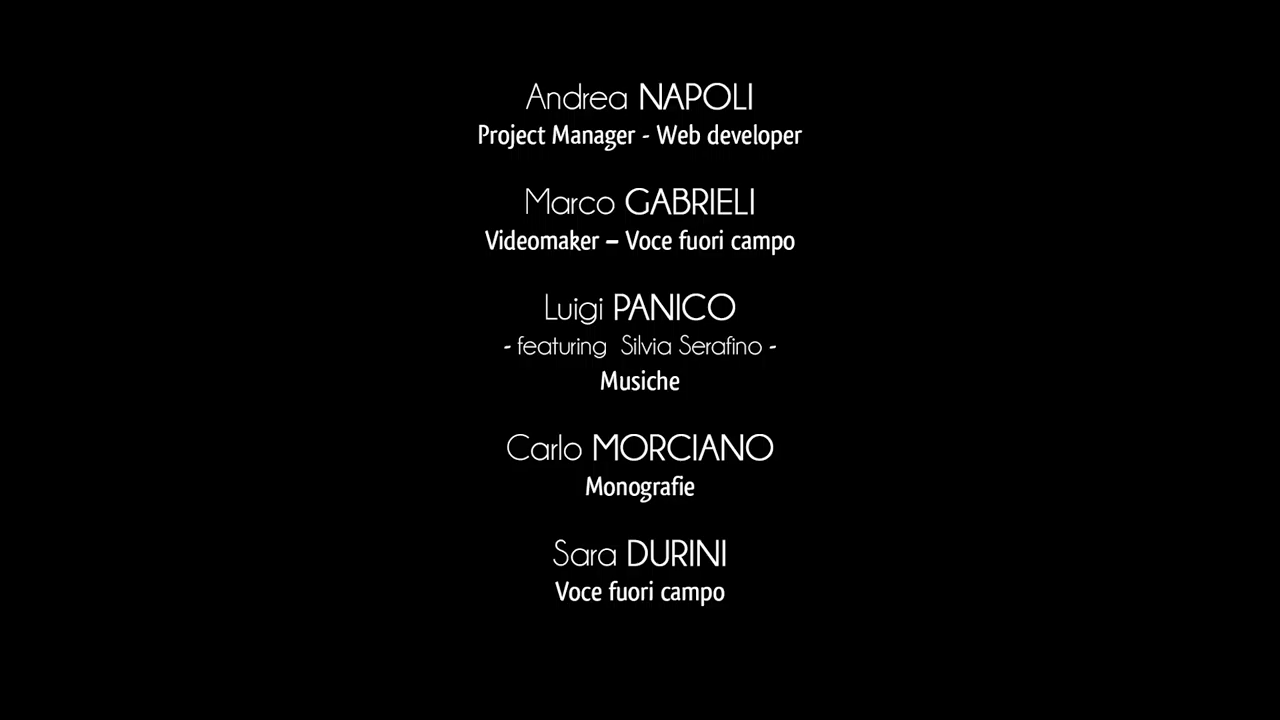 Andrea NAPOLI
Project Manager - Web developer
Marco GABRIELI
Videomaker – Voce fuori campo
Luigi PANICO
- featuring Silvia Serafino -
Musiche
Carlo MORCIANO
Monografie
Sara DURINI
Voce fuori campo